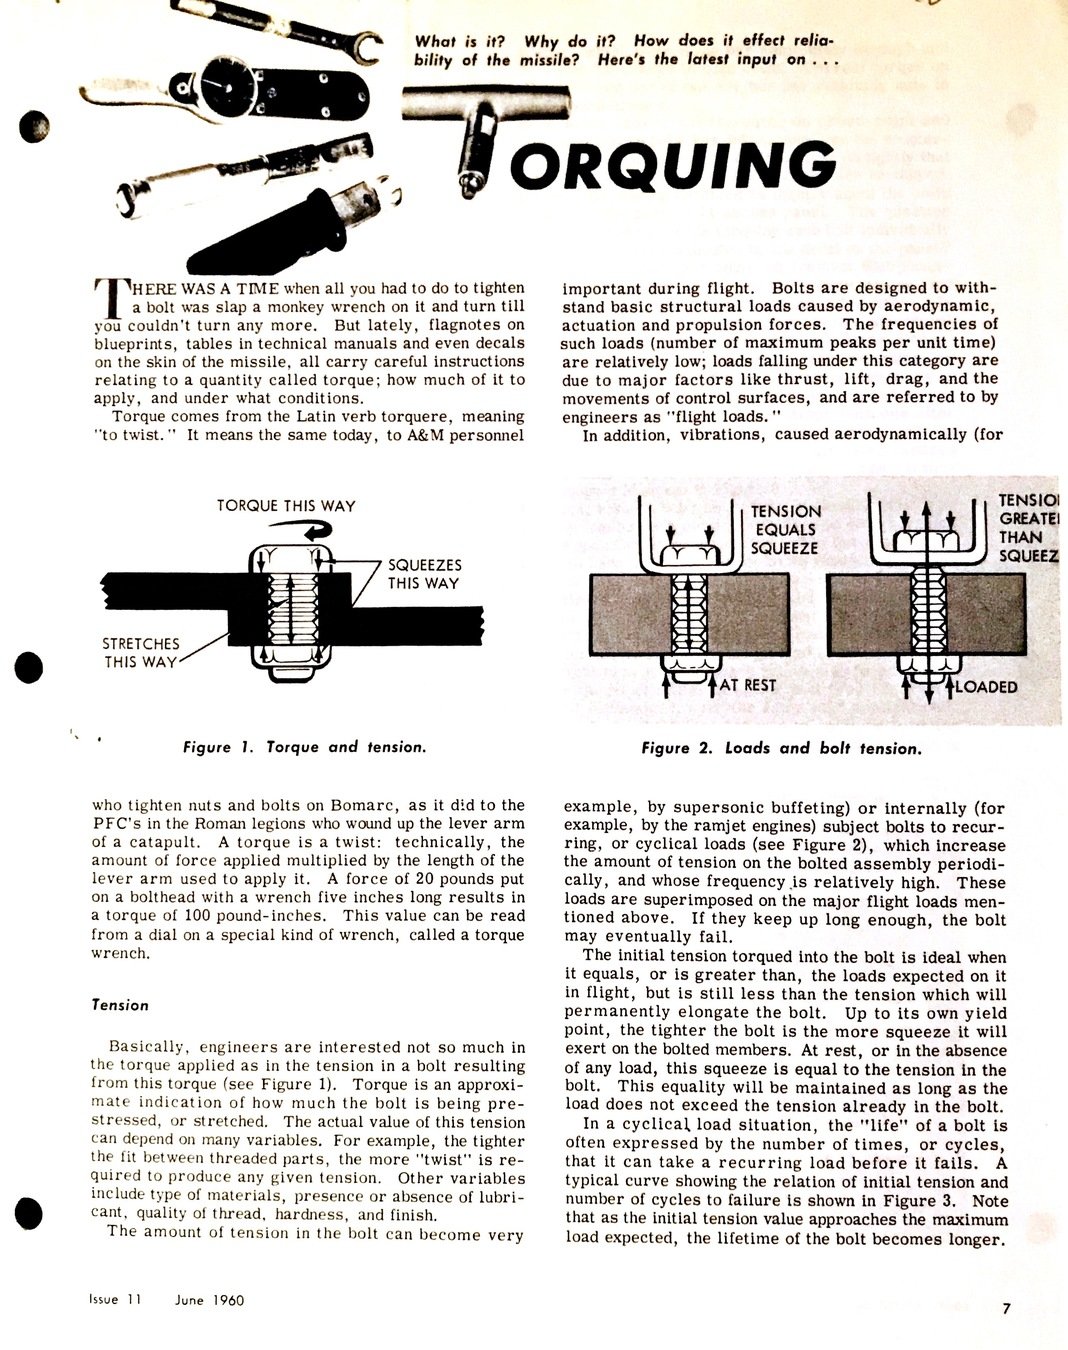 What is it? Why do it? How does it effect relia-
bility of the missile? Here's the latest input on . . .
TORQUING
THERE WAS A TIME when all you had to do to tighten
a bolt was slap a monkey wrench on it and turn till
you couldn't turn any more. But lately, flagnotes on
blueprints, tables in technical manuals and even decals
on the skin of the missile, all carry careful instructions
relating to a quantity called torque; how much of it to
apply, and under what conditions.
Torque comes from the Latin verb torquere, meaning
"to twist." It means the same today, to A&M personnel
TORQUE THIS WAY
SQUEEZES
THIS WAY
STRETCHES
THIS WAY
Figure 1. Torque and tension.
who tighten nuts and bolts on Bomarc, as it did to the
PFC's in the Roman legions who wound up the lever arm
of a catapult. A torque is a twist: technically, the
amount of force applied multiplied by the length of the
lever arm used to apply it. A force of 20 pounds put
on a bolthead with a wrench five inches long results in
a torque of 100 pound-inches. This value can be read
from a dial on a special kind of wrench, called a torque
wrench.
Tension
Basically, engineers are interested not so much in
the torque applied as in the tension in a bolt resulting
from this torque (see Figure 1). Torque is an approxi-
mate indication of how much the bolt is being pre-
stressed, or stretched. The actual value of this tension
can depend on many variables. For example, the tighter
the fit between threaded parts, the more "twist" is re-
quired to produce any given tension. Other variables
include type of materials, presence or absence of lubri-
cant, quality of thread, hardness, and finish.
The amount of tension in the bolt can become very
important during flight. Bolts are designed to with-
stand basic structural loads caused by aerodynamic,
actuation and propulsion forces. The frequencies of
such loads (number of maximum peaks per unit time)
are relatively low; loads falling under this category are
due to major factors like thrust, lift, drag, and the
movements of control surfaces, and are referred to by
engineers as "flight loads."
In addition, vibrations, caused aerodynamically (for
TENSION
EQUALS
SQUEEZE
AT REST
TENSIO
GREATE
THAN
SQUEEZ
LOADED
Figure 2. Loads and bolt tension.
example, by supersonic buffeting) or internally (for
example, by the ramjet engines) subject bolts to recur-
ring, or cyclical loads (see Figure 2), which increase
the amount of tension on the bolted assembly periodi-
cally, and whose frequency is relatively high. These
loads are superimposed on the major flight loads men-
tioned above. If they keep up long enough, the bolt
may eventually fail.
The initial tension torqued into the bolt is ideal when
it equals, or is greater than, the loads expected on it
in flight, but is still less than the tension which will
permanently elongate the bolt. Up to its own yield
point, the tighter the bolt is the more squeeze it will
exert on the bolted members. At rest, or in the absence
of any load, this squeeze is equal to the tension in the
bolt. This equality will be maintained as long as the
load does not exceed the tension already in the bolt.
In a cyclical load situation, the "life" of a bolt is
often expressed by the number of times, or cycles,
that it can take a recurring load before it fails. A
typical curve showing the relation of initial tension and
number of cycles to failure is shown in Figure 3. Note
that as the initial tension value approaches the maximum
load expected, the lifetime of the bolt becomes longer.
Issue 11 June 1960
7